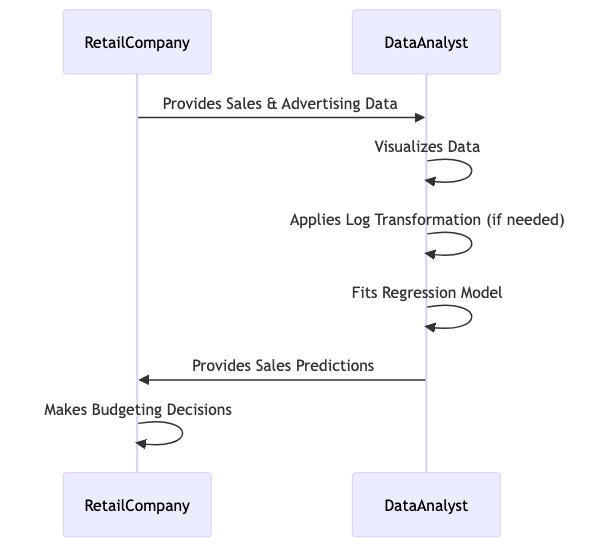 RetailCompany
DataAnalyst
Provides Sales & Advertising Data
Visualizes Data
Applies Log Transformation (if needed)
Fits Regression Model
Provides Sales Predictions
Makes Budgeting Decisions
RetailCompany
DataAnalyst